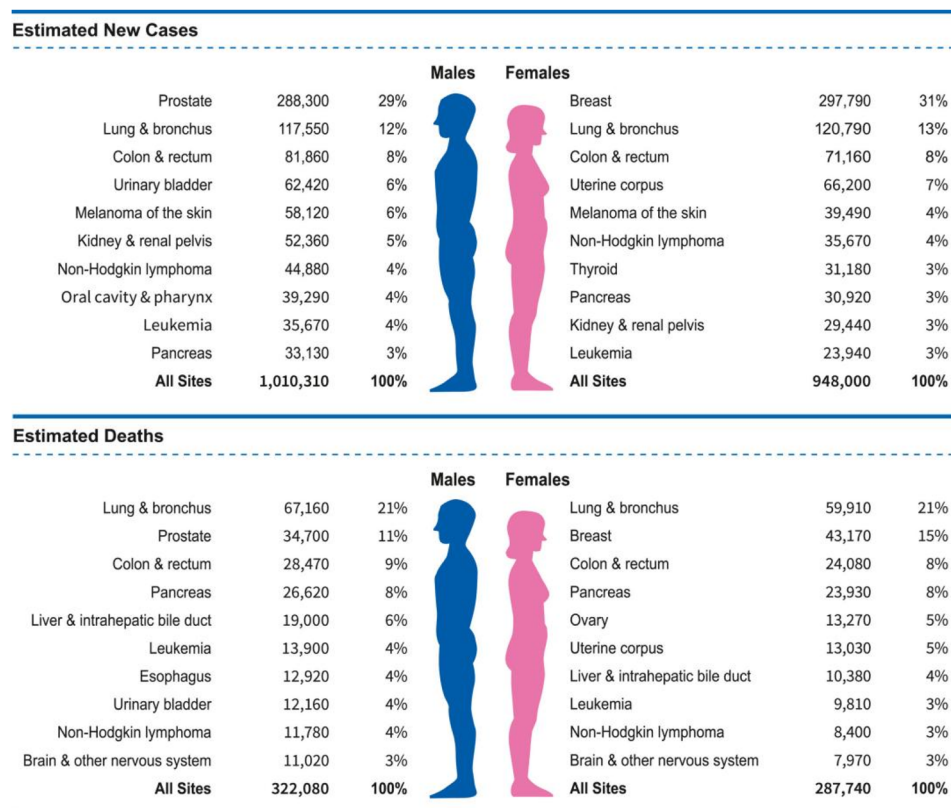 Estimated New Cases
Males Females
Prostate 288,300 29% Breast 297,790 31%
Lung & bronchus 117,550 12% Lung & bronchus 120,790 13%
Colon & rectum 81,860 8% Colon & rectum 71,160 8%
Urinary bladder 62,420 6% Uterine corpus 66,200 7%
Melanoma of the skin 58,120 6% Melanoma of the skin 39,490 4%
Kidney & renal pelvis 52,360 5% Non-Hodgkin lymphoma 35,670 4%
Non-Hodgkin lymphoma 44,880 4% Thyroid 31,180 3%
Oral cavity & pharynx 39,290 4% Pancreas 30,920 3%
Leukemia 35,670 4% Kidney & renal pelvis 29,440 3%
Pancreas 33,130 3% Leukemia 23,940 3%
All Sites 1,010,310 100% All Sites 948,000 100%
Estimated Deaths
Males Females
Lung & bronchus 67,160 21% Lung & bronchus 59,910 21%
Prostate 34,700 11% Breast 43,170 15%
Colon & rectum 28,470 9% Colon & rectum 24,080 8%
Pancreas 26,620 8% Pancreas 23,930 8%
Liver & intrahepatic bile duct 19,000 6% Ovary 13,270 5%
Leukemia 13,900 4% Uterine corpus 13,030 5%
Esophagus 12,920 4% Liver & intrahepatic bile duct 10,380 4%
Urinary bladder 12,160 4% Leukemia 9,810 3%
Non-Hodgkin lymphoma 11,780 4% Non-Hodgkin lymphoma 8,400 3%
Brain & other nervous system 11,020 3% Brain & other nervous system 7,970 3%
All Sites 322,080 100% All Sites 287,740 100%